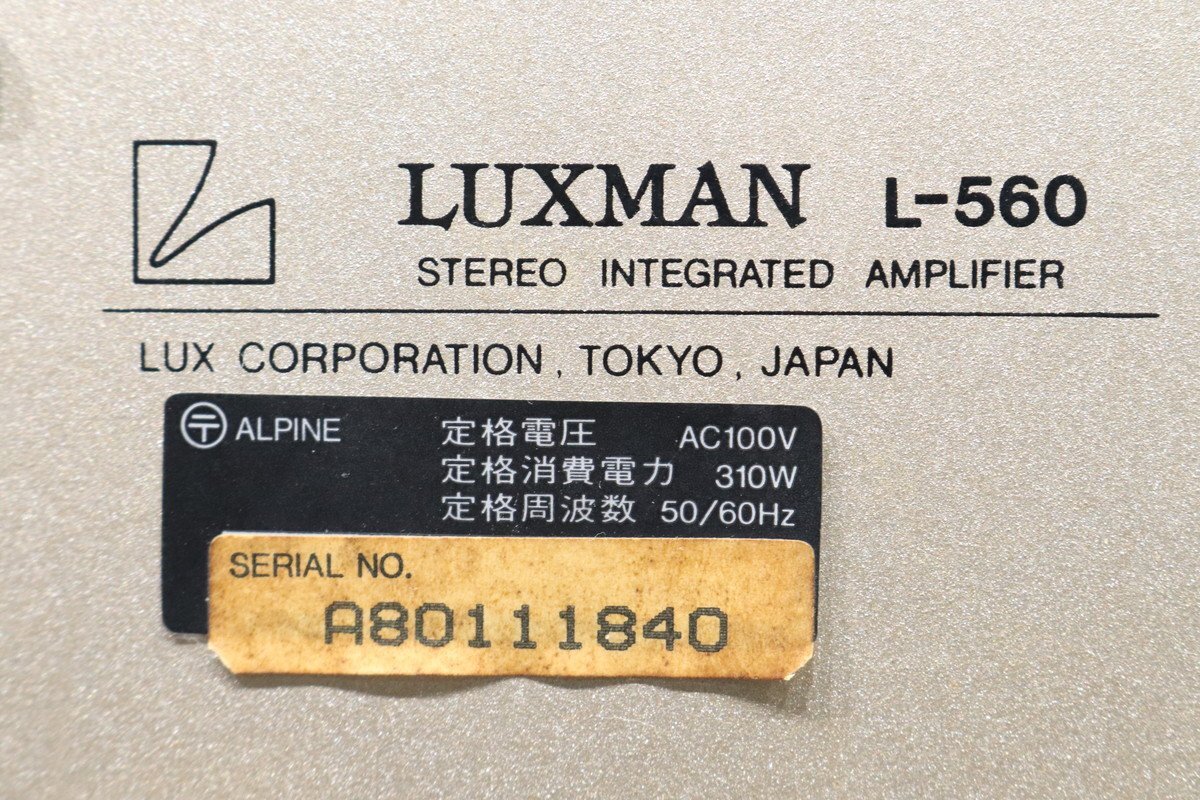 LUXMAN L-560
STEREO INTEGRATED AMPLIFIER
LUX CORPORATION, TOKYO, JAPAN
〶 ALPINE 定格電圧 AC100V
定格消費電力 310W
定格周波数 50/60Hz
SERIAL NO.
A80111840